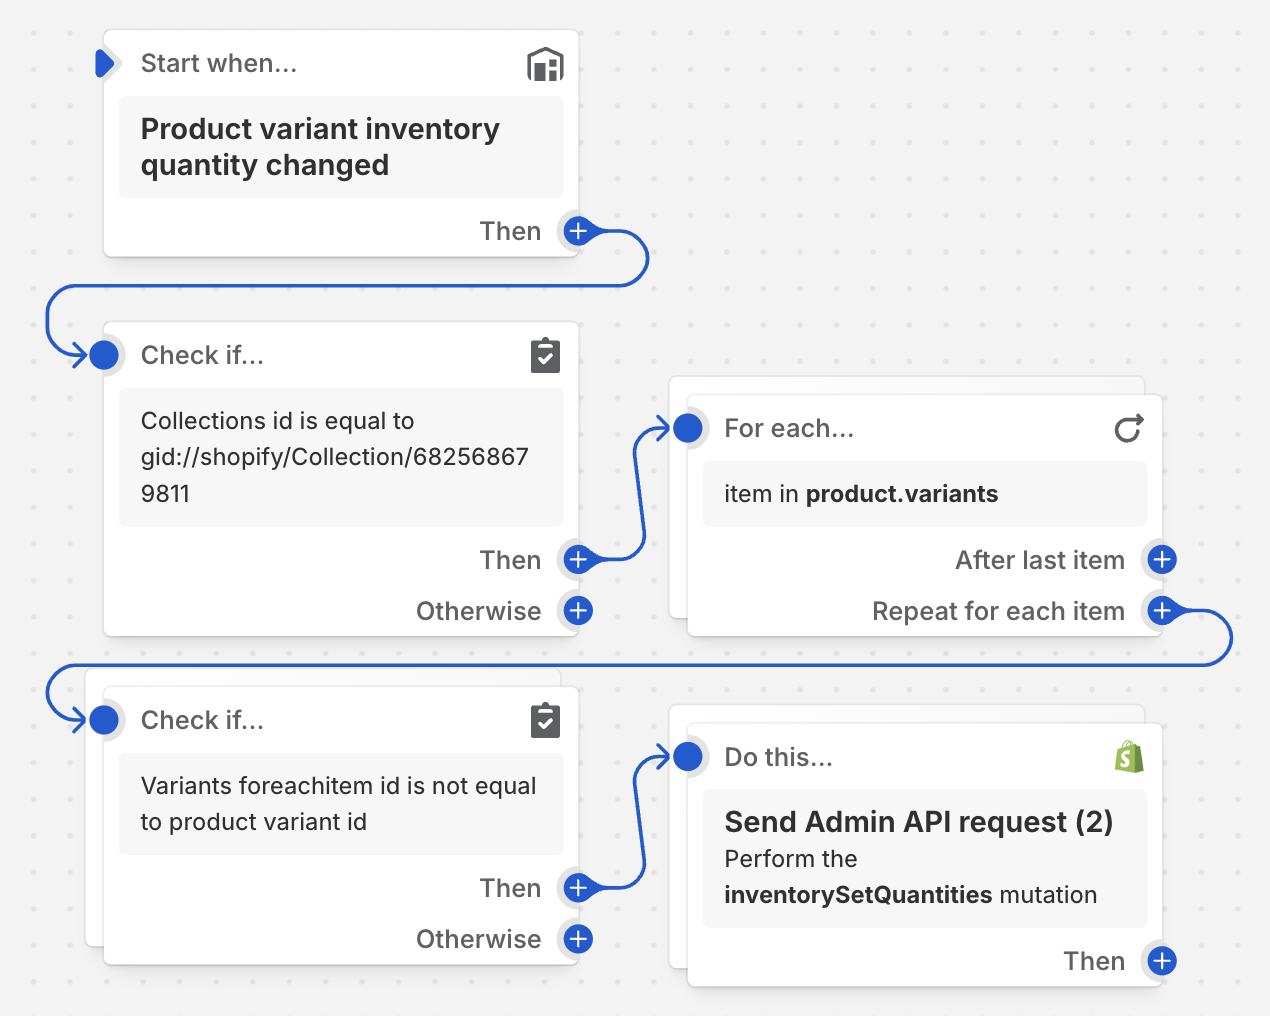 Start when...
Product variant inventory
quantity changed
Then
Check if...
Collections id is equal to
gid://shopify/Collection/68256867
9811
Then
Otherwise
For each...
item in product.variants
After last item
Repeat for each item
Check if...
Variants foreachitem id is not equal
to product variant id
Then
Otherwise
Do this...
Send Admin API request (2)
Perform the
inventorySetQuantities mutation
Then